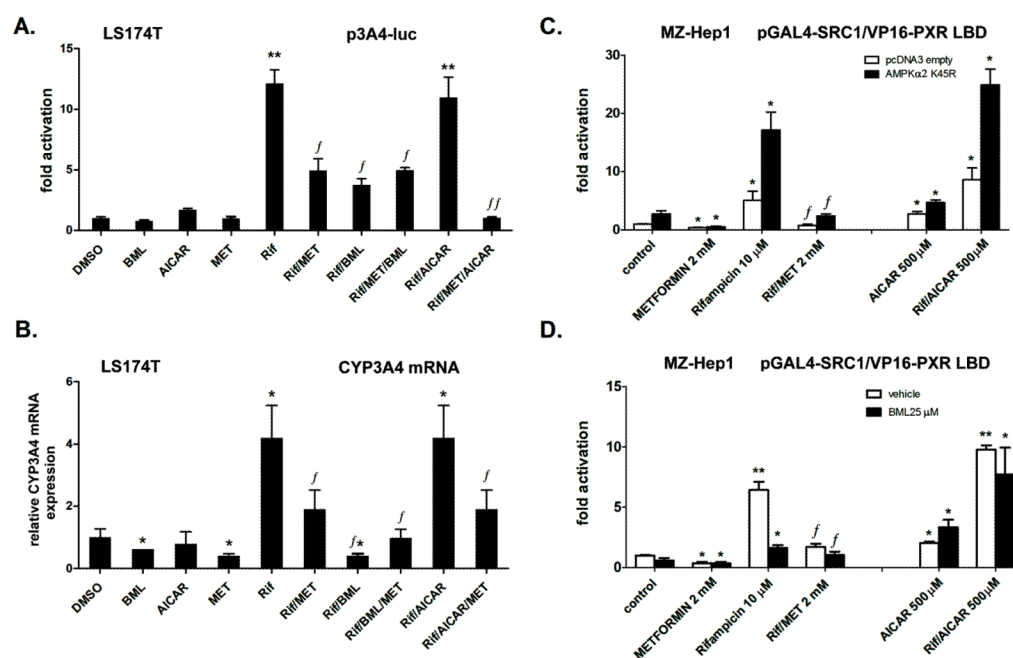 A.
LS174T p3A4-luc
fold activation
15
10
5
0
** ƒ ƒ ƒ ** ƒƒ
DMSO BML AICAR MET Rif Rif/MET Rif/BML Rif/MET/BML Rif/AICAR Rif/MET/AICAR
B.
LS174T CYP3A4 mRNA
relative CYP3A4 mRNA
expression
6
4
2
0
* * * ƒ ƒ* ƒ * ƒ
DMSO BML AICAR MET Rif Rif/MET Rif/BML Rif/BML/MET Rif/AICAR Rif/AICAR/MET
C.
MZ-Hep1 pGAL4-SRC1/VP16-PXR LBD
pcDNA3 empty
AMPKα2 K45R
fold activation
30
20
10
0
* * * * ƒ ƒ * * * *
control METFORMIN 2 mM Rifampicin 10 µM Rif/MET 2 mM AICAR 500 µM Rif/AICAR 500µM
D.
MZ-Hep1 pGAL4-SRC1/VP16-PXR LBD
vehicle
BML25 µM
fold activation
15
10
5
0
* * ** * ƒ ƒ * * ** *
control METFORMIN 2 mM Rifampicin 10 µM Rif/MET 2 mM AICAR 500 µM Rif/AICAR 500µM